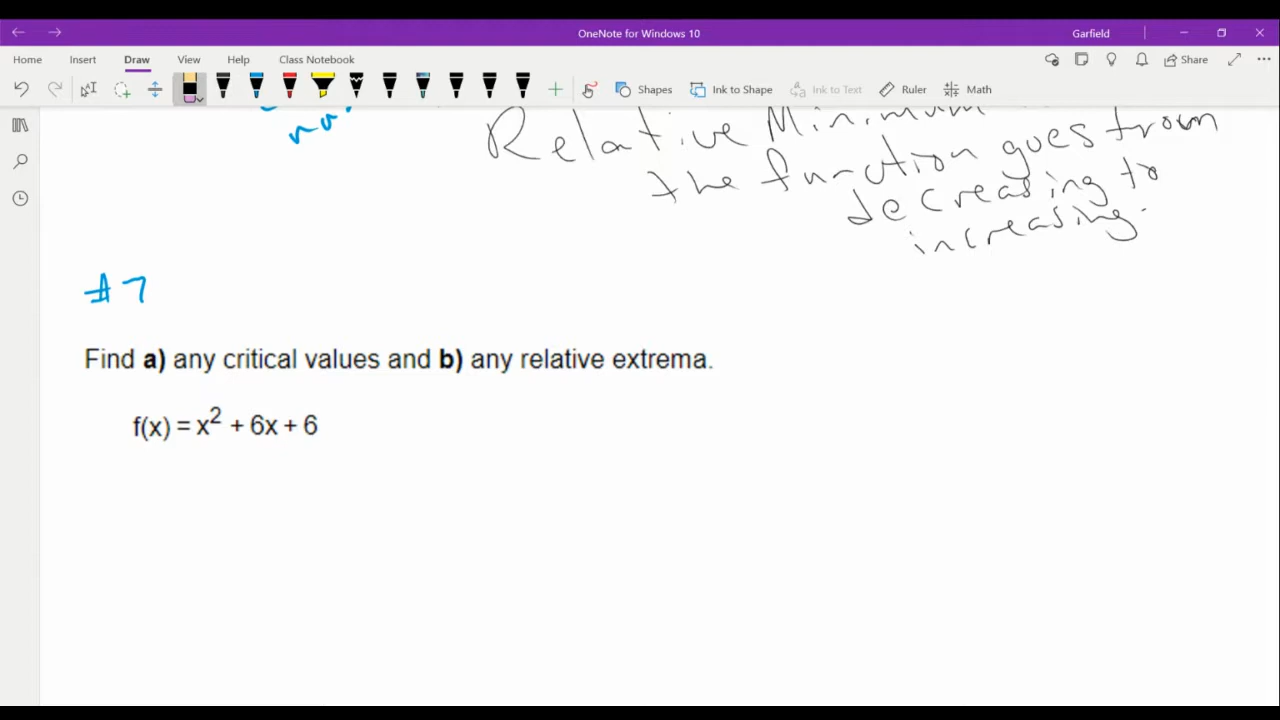 OneNote for Windows 10
Garfield
Home Insert Draw View Help Class Notebook
Share
Shapes Ink to Shape Ink to Text Ruler Math
Relative Minimum
the function goes from
decreasing to
increasing.
#7
Find a) any critical values and b) any relative extrema.
f(x) = x² + 6x + 6